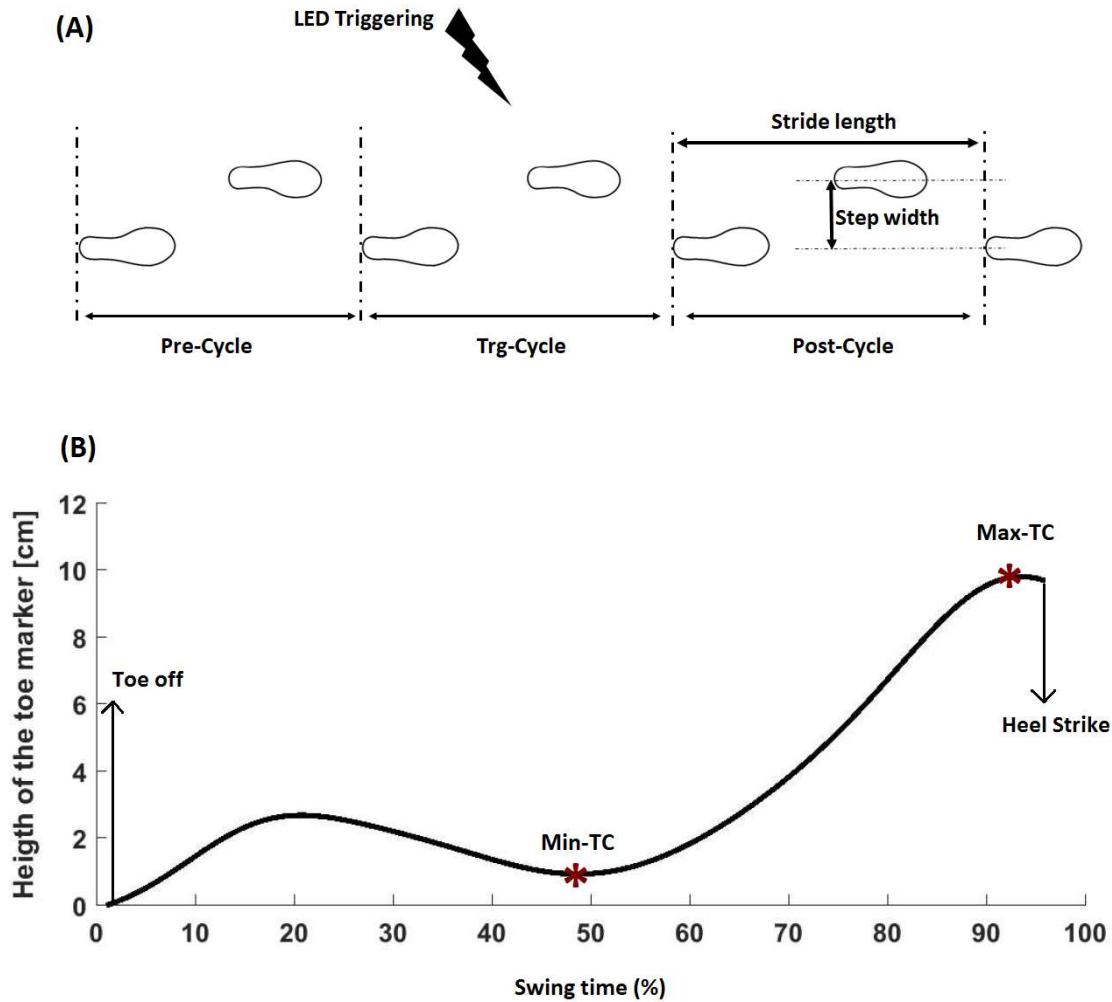 (A)
LED Triggering
Stride length
Step width
Pre-Cycle
Trg-Cycle
Post-Cycle
(B)
Heigth of the toe marker [cm]
12
10
8
6
4
2
0
Toe off
Min-TC
Max-TC
Heel Strike
0 10 20 30 40 50 60 70 80 90 100
Swing time (%)